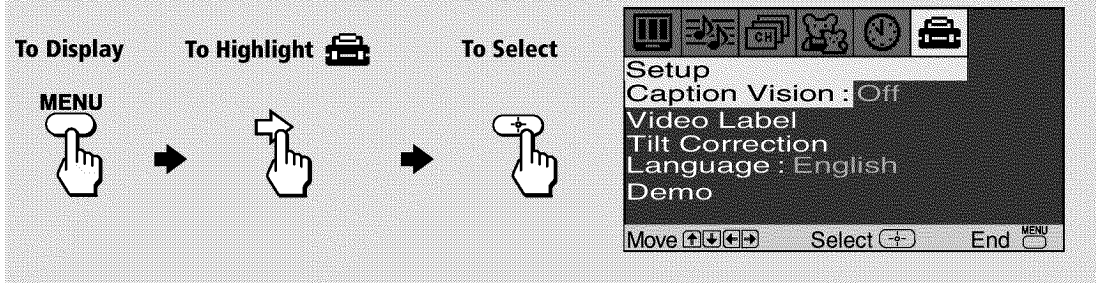 To Display
To Highlight
To Select
MENU
CH
Setup
Caption Vision : Off
Video Label
Tilt Correction
Language : English
Demo
Move Select End MENU